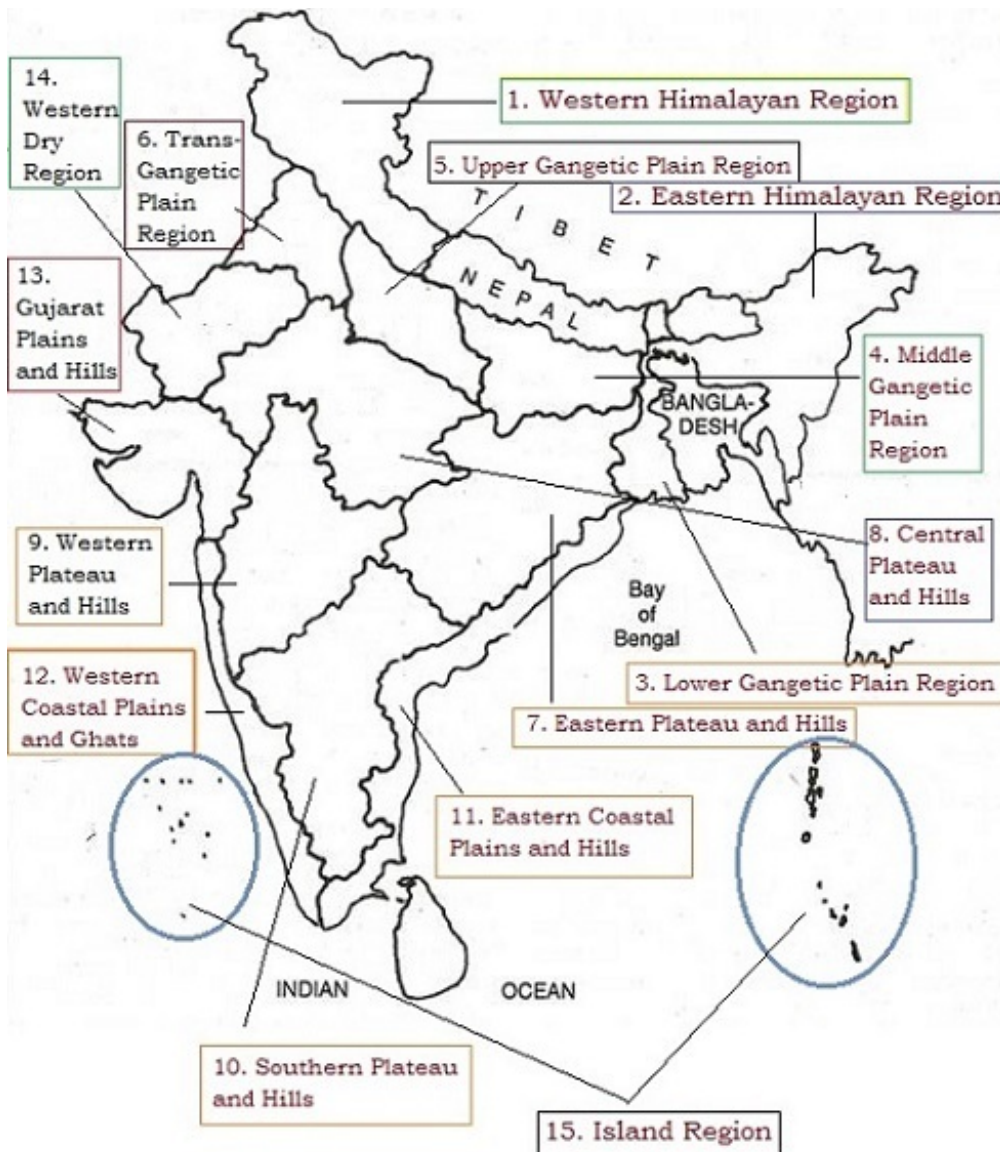 14.
Western
Dry
Region
1. Western Himalayan Region
6. Trans-
Gangetic
Plain
Region
5. Upper Gangetic Plain Region
2. Eastern Himalayan Region
TIBET
NEPAL
13.
Gujarat
Plains
and Hills
4. Middle
Gangetic
Plain
Region
BANGLA-
DESH
9. Western
Plateau
and Hills
8. Central
Plateau
and Hills
Bay
of
Bengal
12. Western
Coastal Plains
and Ghats
3. Lower Gangetic Plain Region
7. Eastern Plateau and Hills
11. Eastern Coastal
Plains and Hills
INDIAN
OCEAN
10. Southern Plateau
and Hills
15. Island Region